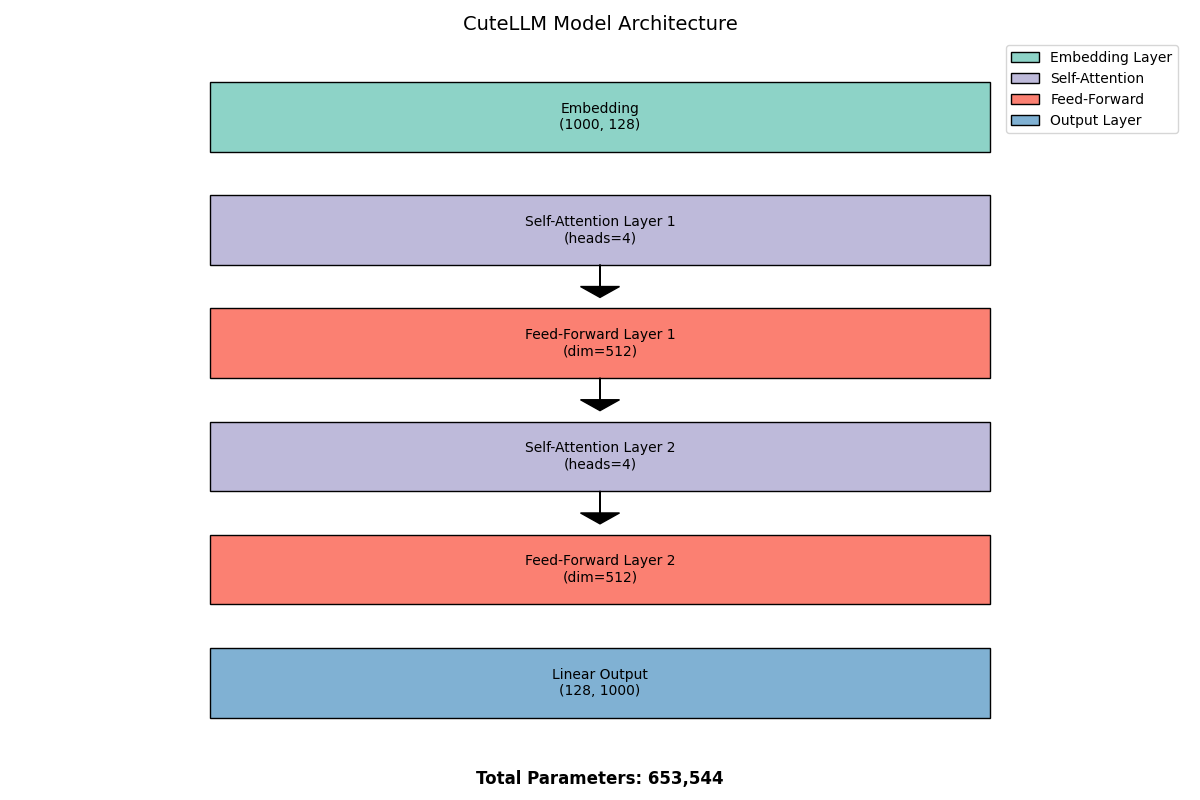 CuteLLM Model Architecture
Embedding Layer
Self-Attention
Feed-Forward
Output Layer
Embedding
(1000, 128)
Self-Attention Layer 1
(heads=4)
Feed-Forward Layer 1
(dim=512)
Self-Attention Layer 2
(heads=4)
Feed-Forward Layer 2
(dim=512)
Linear Output
(128, 1000)
Total Parameters: 653,544